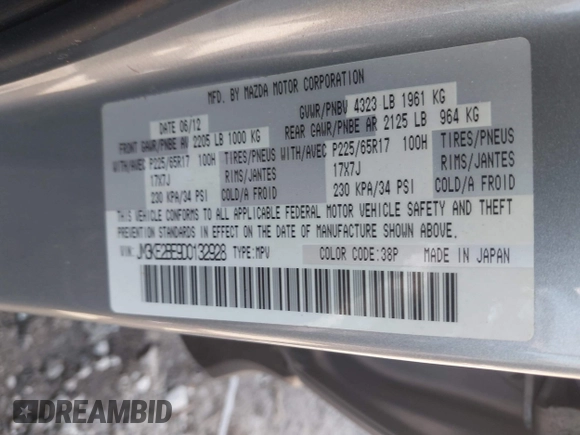 MFD. BY MAZDA MOTOR CORPORATION
DATE 06/12 GVWR/PNBV 4323 LB 1961 KG
FRONT GAWR/PNBE AV 2205 LB 1000 KG REAR GAWR/PNBE AR 2125 LB 964 KG
WITH/AVEC P225/65R17 100H TIRES/PNEUS WITH/AVEC P225/65R17 100H TIRES/PNEUS
17X7J RIMS/JANTES 17X7J RIMS/JANTES
230 KPA/34 PSI COLD/A FROID 230 KPA/34 PSI COLD/A FROID
THIS VEHICLE CONFORMS TO ALL APPLICABLE FEDERAL MOTOR VEHICLE SAFETY AND THEFT
PREVENTION STANDARDS IN EFFECT ON THE DATE OF MANUFACTURE SHOWN ABOVE.
VIN: JM3KE2BE9D0132928 TYPE:MPV COLOR CODE:38P MADE IN JAPAN
DREAMBID